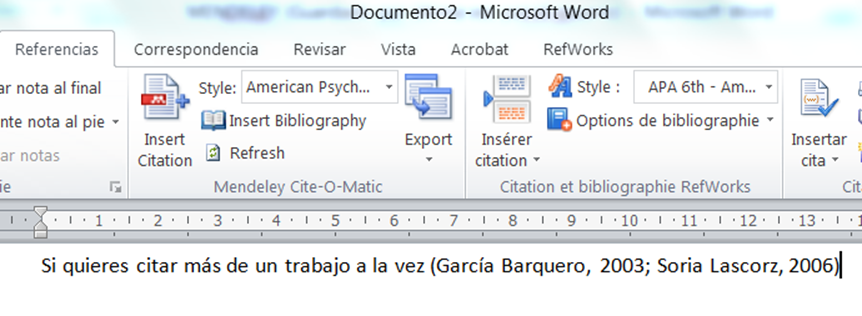 Documento2 - Microsoft Word
Referencias Correspondencia Revisar Vista Acrobat RefWorks
ar nota al final Style: American Psych... Style : APA 6th - Am...
nte nota al pie Insert Insert Bibliography Export Insérer Options de bibliographie Insertar
ar notas Citation Refresh citation cita
ie Mendeley Cite-O-Matic Citation et bibliographie RefWorks Cit
1 2 3 4 5 6 7 8 9 10 11 12 13
Si quieres citar más de un trabajo a la vez (García Barquero, 2003; Soria Lascorz, 2006)